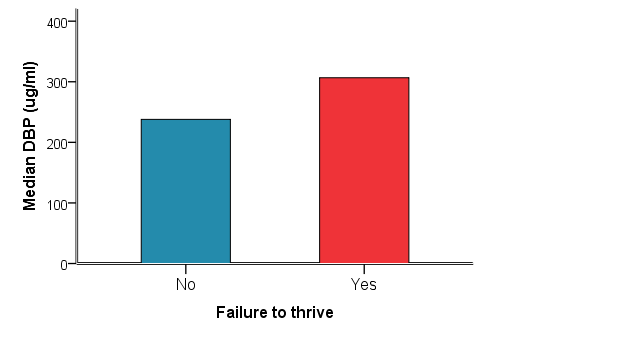 400
300
200
100
0
Median DBP (ug/ml)
No Yes
Failure to thrive